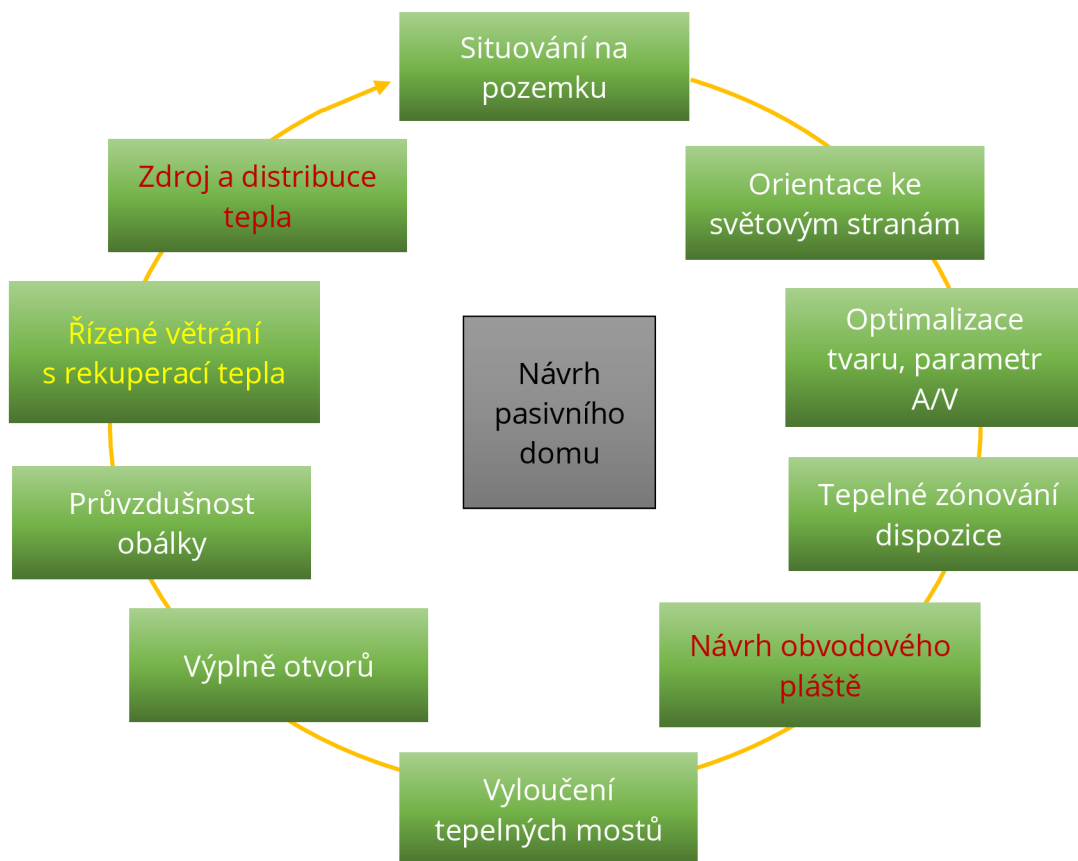 Situování na
pozemku
Orientace ke
světovým stranám
Optimalizace
tvaru, parametr
A/V
Tepelné zónování
dispozice
Návrh obvodového
pláště
Vyloučení
tepelných mostů
Výplně otvorů
Průvzdušnost
obálky
Řízené větrání
s rekuperací tepla
Zdroj a distribuce
tepla
Návrh
pasivního
domu